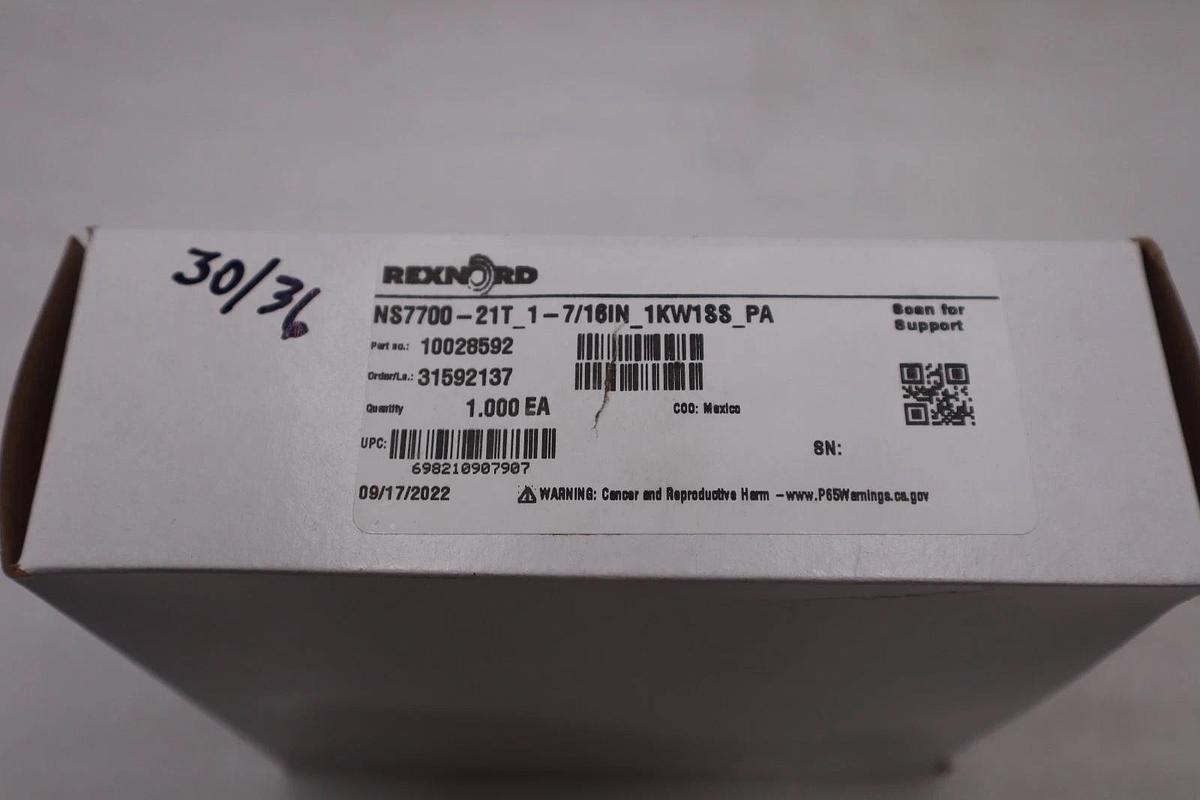 30/36
REXNORD
NS7700-21T_1-7/16IN_1KW1SS_PA
Scan for
Support
Part no.: 10028592
Order/Ln.: 31592137
Quantity 1.000 EA
COO: Mexico
SN:
UPC:
698210907907
09/17/2022
WARNING: Cancer and Reproductive Harm -www.P65Warnings.ca.gov